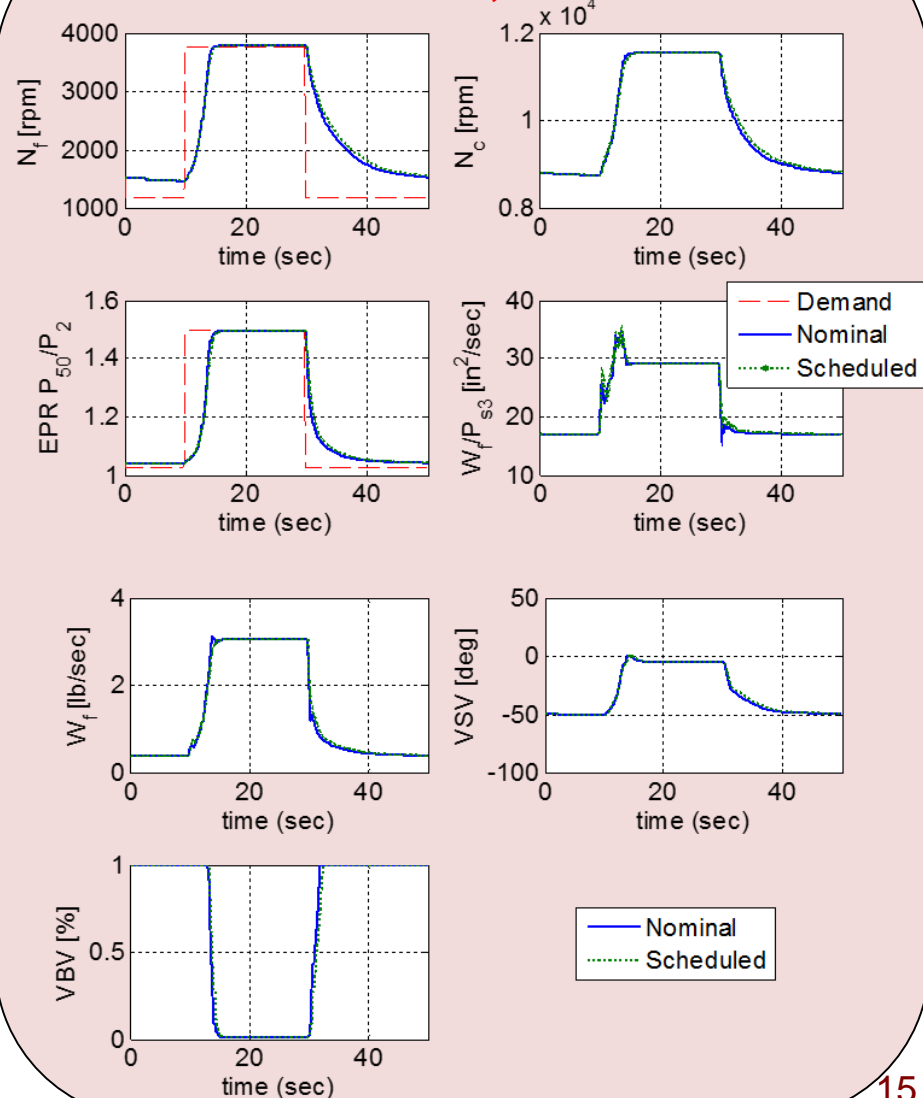 x 10^4
4000
3000
2000
1000
N_f [rpm]
0 20 40
time (sec)
1.2
1
0.8
N_c [rpm]
0 20 40
time (sec)
1.6
1.4
1.2
1
EPR P_50/P_2
0 20 40
time (sec)
40
30
20
10
W_f/P_s3 [in^2/sec]
0 20 40
time (sec)
Demand
Nominal
Scheduled
4
2
0
W_f [lb/sec]
0 20 40
time (sec)
50
0
-50
-100
VSV [deg]
0 20 40
time (sec)
1
0.5
0
VBV [%]
0 20 40
time (sec)
Nominal
Scheduled
15